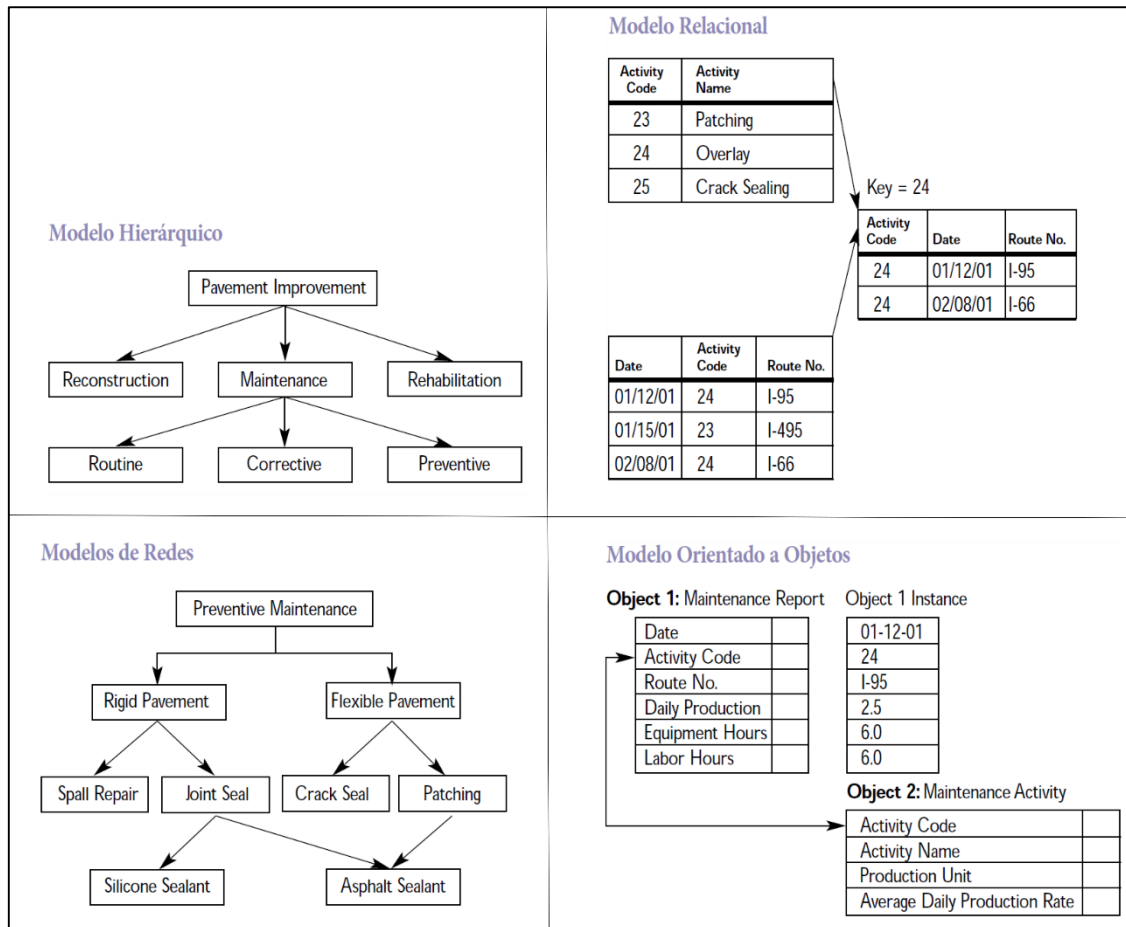 Modelo Hierárquico
Pavement Improvement
Reconstruction Maintenance Rehabilitation
Routine Corrective Preventive
Modelo Relacional
Activity Code Activity Name
23 Patching
24 Overlay
25 Crack Sealing
Key = 24
Activity Code Date Route No.
24 01/12/01 I-95
24 02/08/01 I-66
Date Activity Code Route No.
01/12/01 24 I-95
01/15/01 23 I-495
02/08/01 24 I-66
Modelos de Redes
Preventive Maintenance
Rigid Pavement Flexible Pavement
Spall Repair Joint Seal Crack Seal Patching
Silicone Sealant Asphalt Sealant
Modelo Orientado a Objetos
Object 1: Maintenance Report Object 1 Instance
Date 01-12-01
Activity Code 24
Route No. I-95
Daily Production 2.5
Equipment Hours 6.0
Labor Hours 6.0
Object 2: Maintenance Activity
Activity Code
Activity Name
Production Unit
Average Daily Production Rate